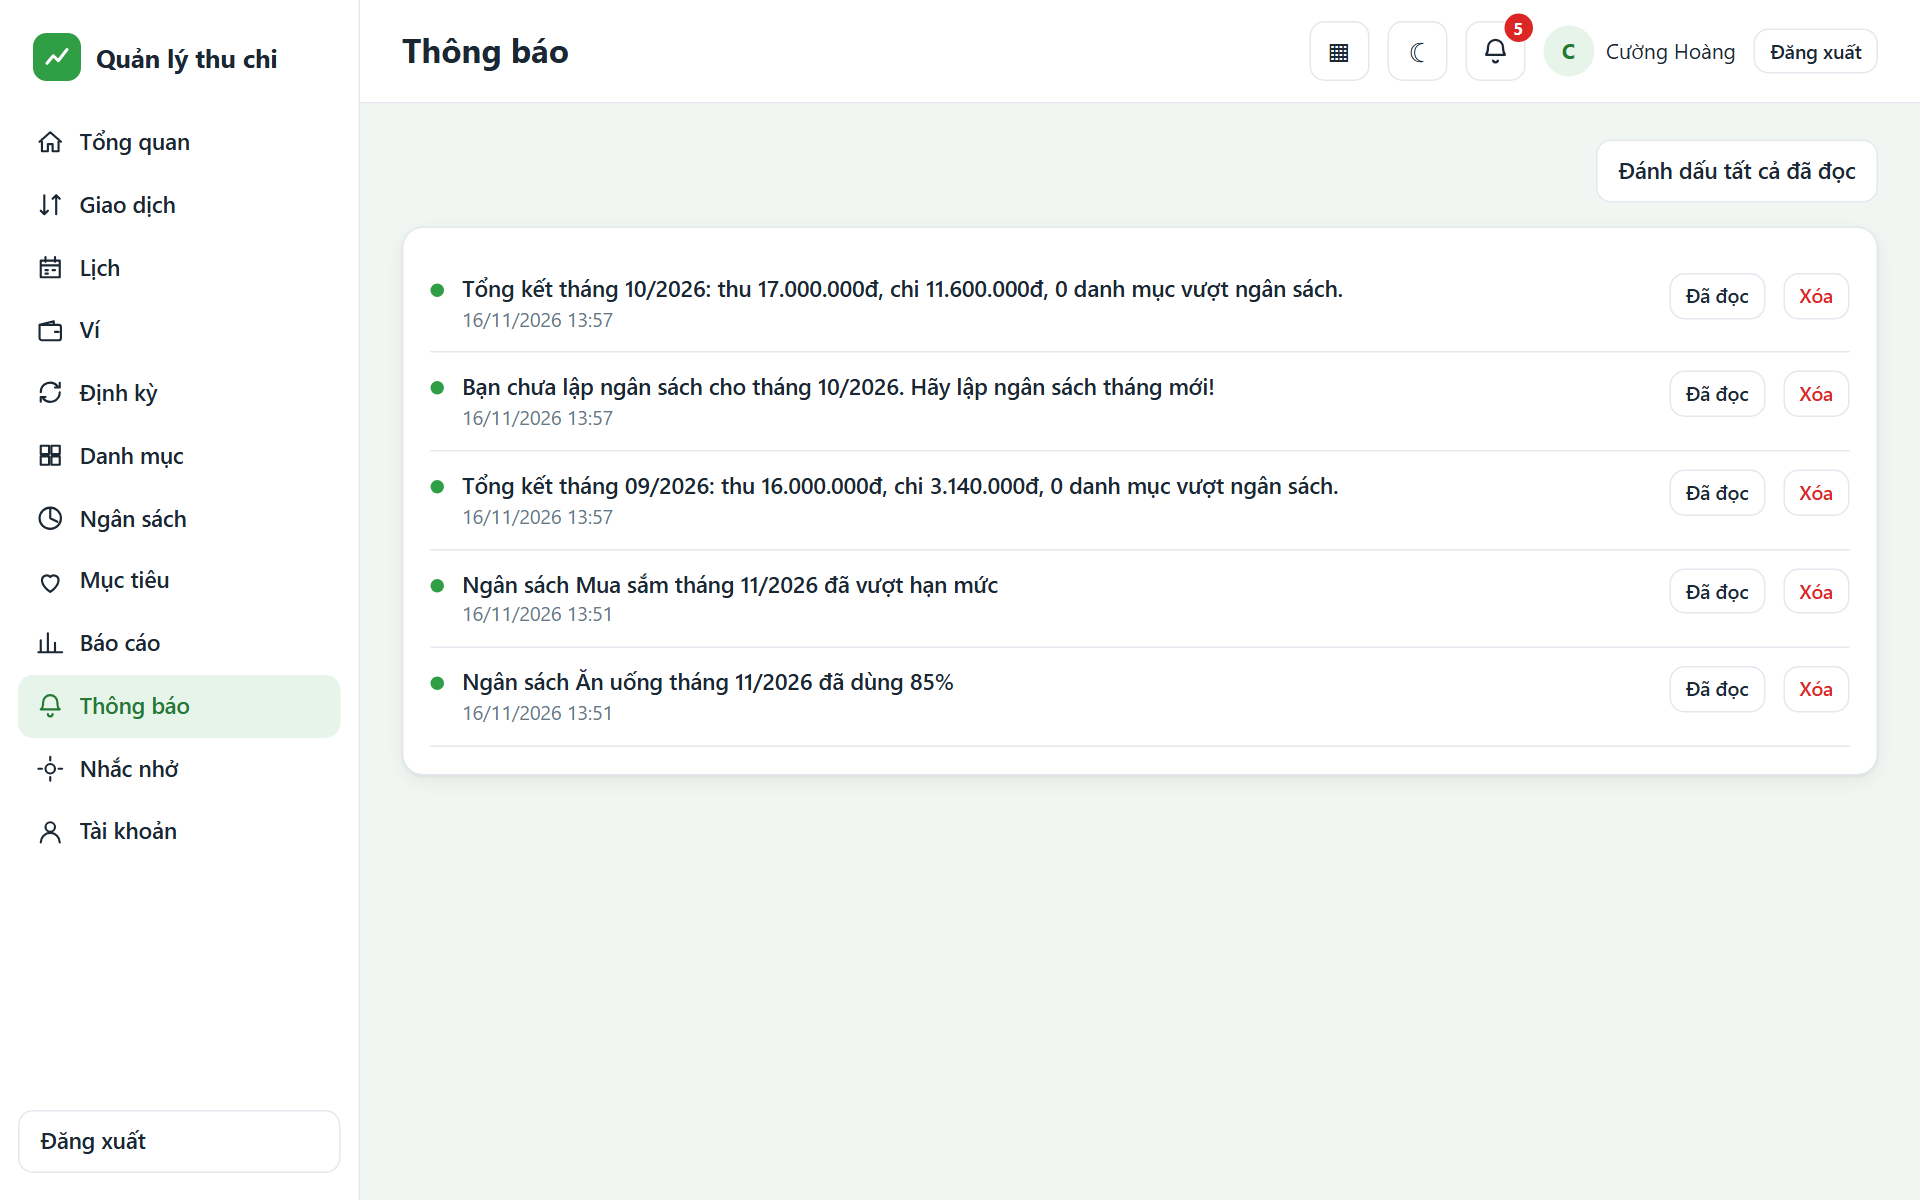 Quản lý thu chi
Tổng quan
Giao dịch
Lịch
Ví
Định kỳ
Danh mục
Ngân sách
Mục tiêu
Báo cáo
Thông báo
Nhắc nhở
Tài khoản
Đăng xuất
Thông báo
5
C
Cường Hoàng
Đăng xuất
Đánh dấu tất cả đã đọc
Tổng kết tháng 10/2026: thu 17.000.000đ, chi 11.600.000đ, 0 danh mục vượt ngân sách.
16/11/2026 13:57
Đã đọc
Xóa
Bạn chưa lập ngân sách cho tháng 10/2026. Hãy lập ngân sách tháng mới!
16/11/2026 13:57
Đã đọc
Xóa
Tổng kết tháng 09/2026: thu 16.000.000đ, chi 3.140.000đ, 0 danh mục vượt ngân sách.
16/11/2026 13:57
Đã đọc
Xóa
Ngân sách Mua sắm tháng 11/2026 đã vượt hạn mức
16/11/2026 13:51
Đã đọc
Xóa
Ngân sách Ăn uống tháng 11/2026 đã dùng 85%
16/11/2026 13:51
Đã đọc
Xóa